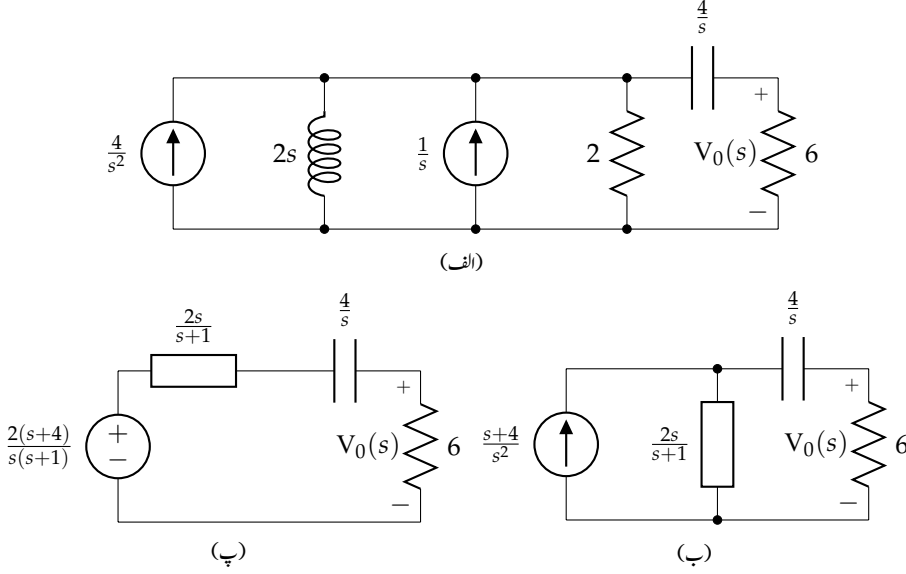 4/s
4/s² 2s 1/s 2 + V₀(s) 6 −
(الف)
2s/(s+1) 4/s
2(s+4)/(s(s+1)) + − + V₀(s) 6 −
(پ)
4/s
(s+4)/s² 2s/(s+1) + V₀(s) 6 −
(ب)